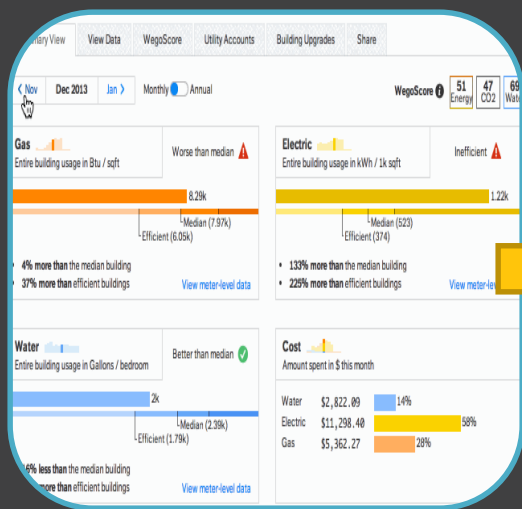 View View Data WegoScore Utility Accounts Building Upgrades Share
< Nov Dec 2013 Jan > Monthly Annual WegoScore 51 47 69
Energy CO2
Gas
Entire building usage in Btu / sqft
Worse than median
8.29k
Median (7.97k)
Efficient (6.05k)
4% more than the median building
37% more than efficient buildings
View meter-level data
Electric
Entire building usage in kWh / 1k sqft
Inefficient
1.22k
Median (523)
Efficient (374)
• 133% more than the median building
• 225% more than efficient buildings
View
Water
Entire building usage in Gallons / bedroom
Better than median
2k
Median (2.39k)
Efficient (1.79k)
less than the median building
more than efficient buildings
View meter-level data
Cost
Amount spent in $ this month
Water $2,822.09 14%
Electric $11,298.40 58%
Gas $5,362.27 28%